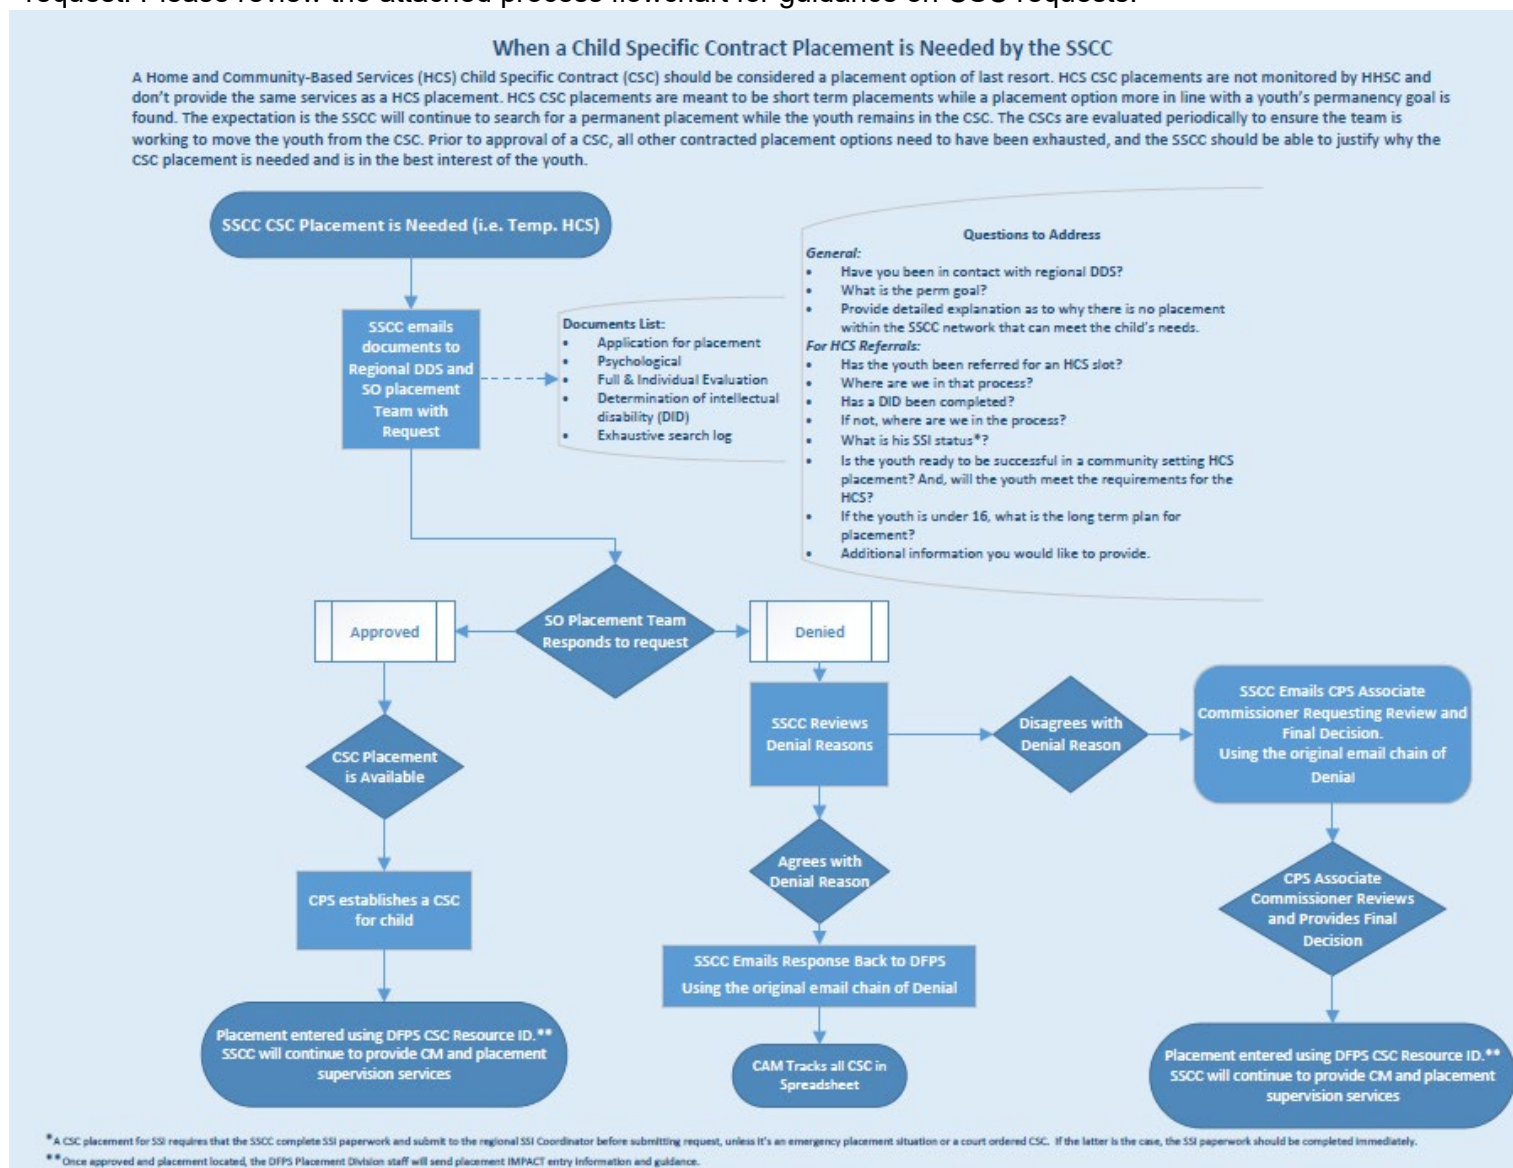 request. Please review the attached process flowchart for guidance on CSC requests.
When a Child Specific Contract Placement is Needed by the SSCC
A Home and Community-Based Services (HCS) Child Specific Contract (CSC) should be considered a placement option of last resort. HCS CSC placements are not monitored by HHSC and
don't provide the same services as a HCS placement. HCS CSC placements are meant to be short term placements while a placement option more in line with a youth's permanency goal is
found. The expectation is the SSCC will continue to search for a permanent placement while the youth remains in the CSC. The CSCs are evaluated periodically to ensure the team is
working to move the youth from the CSC. Prior to approval of a CSC, all other contracted placement options need to have been exhausted, and the SSCC should be able to justify why the
CSC placement is needed and is in the best interest of the youth.
SSCC CSC Placement is Needed (i.e. Temp. HCS)
SSCC emails
documents to
Regional DDS and
SO placement
Team with
Request
Documents List:
• Application for placement
• Psychological
• Full & Individual Evaluation
• Determination of intellectual
disability (DID)
• Exhaustive search log
Questions to Address
General:
• Have you been in contact with regional DDS?
• What is the perm goal?
• Provide detailed explanation as to why there is no placement
within the SSCC network that can meet the child's needs.
For HCS Referrals:
• Has the youth been referred for an HCS slot?
• Where are we in that process?
• Has a DID been completed?
• If not, where are we in the process?
• What is his SSI status*?
• Is the youth ready to be successful in a community setting HCS
placement? And, will the youth meet the requirements for the
HCS?
• If the youth is under 16, what is the long term plan for
placement?
• Additional information you would like to provide.
SO Placement Team
Responds to request
Approved
Denied
CSC Placement
is Available
CPS establishes a CSC
for child
Placement entered using DFPS CSC Resource ID.**
SSCC will continue to provide CM and placement
supervision services
SSCC Reviews
Denial Reasons
Agrees with
Denial Reason
SSCC Emails Response Back to DFPS
Using the original email chain of Denial
CAM Tracks all CSC in
Spreadsheet
Disagrees with
Denial Reason
SSCC Emails CPS Associate
Commissioner Requesting Review and
Final Decision.
Using the original email chain of
Denial
CPS Associate
Commissioner Reviews
and Provides Final
Decision
Placement entered using DFPS CSC Resource ID.**
SSCC will continue to provide CM and placement
supervision services
*A CSC placement for SSI requires that the SSCC complete SSI paperwork and submit to the regional SSI Coordinator before submitting request, unless it's an emergency placement situation or a court ordered CSC. If the latter is the case, the SSI paperwork should be completed immediately.
**Once approved and placement located, the DFPS Placement Division staff will send placement IMPACT entry information and guidance.